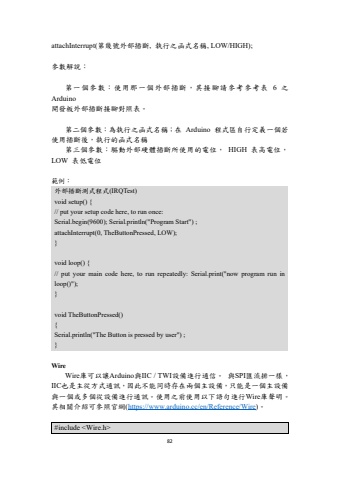 attachInterrupt(第幾號外部插斷, 執行之函式名稱, LOW/HIGH);
參數解說：
第一個參數：使用那一個外部插斷，其接腳請參考參考表 6 之
Arduino
開發板外部插斷接腳對照表。
第二個參數：為執行之函式名稱；在 Arduino 程式區自行定義一個若
使用插斷後，執行的函式名稱
第三個參數：驅動外部硬體插斷所使用的電位， HIGH 表高電位，
LOW 表低電位
範例：
外部插斷測式程式(IRQTest)
void setup() {
// put your setup code here, to run once:
Serial.begin(9600); Serial.println("Program Start") ;
attachInterrupt(0, TheButtonPressed, LOW);
}
void loop() {
// put your main code here, to run repeatedly: Serial.print("now program run in
loop()");
}
void TheButtonPressed()
{
Serial.println("The Button is pressed by user") ;
}
Wire
Wire庫可以讓Arduino與IIC / TWI設備進行通信。 與SPI匯流排一樣，
IIC也是主從方式通訊，因此不能同時存在兩個主設備，只能是一個主設備
與一個或多個從設備進行通訊。使用之前使用以下語句進行Wire庫聲明。
其相關介紹可參照官網(https://www.arduino.cc/en/Reference/Wire)。
#include <Wire.h>
82